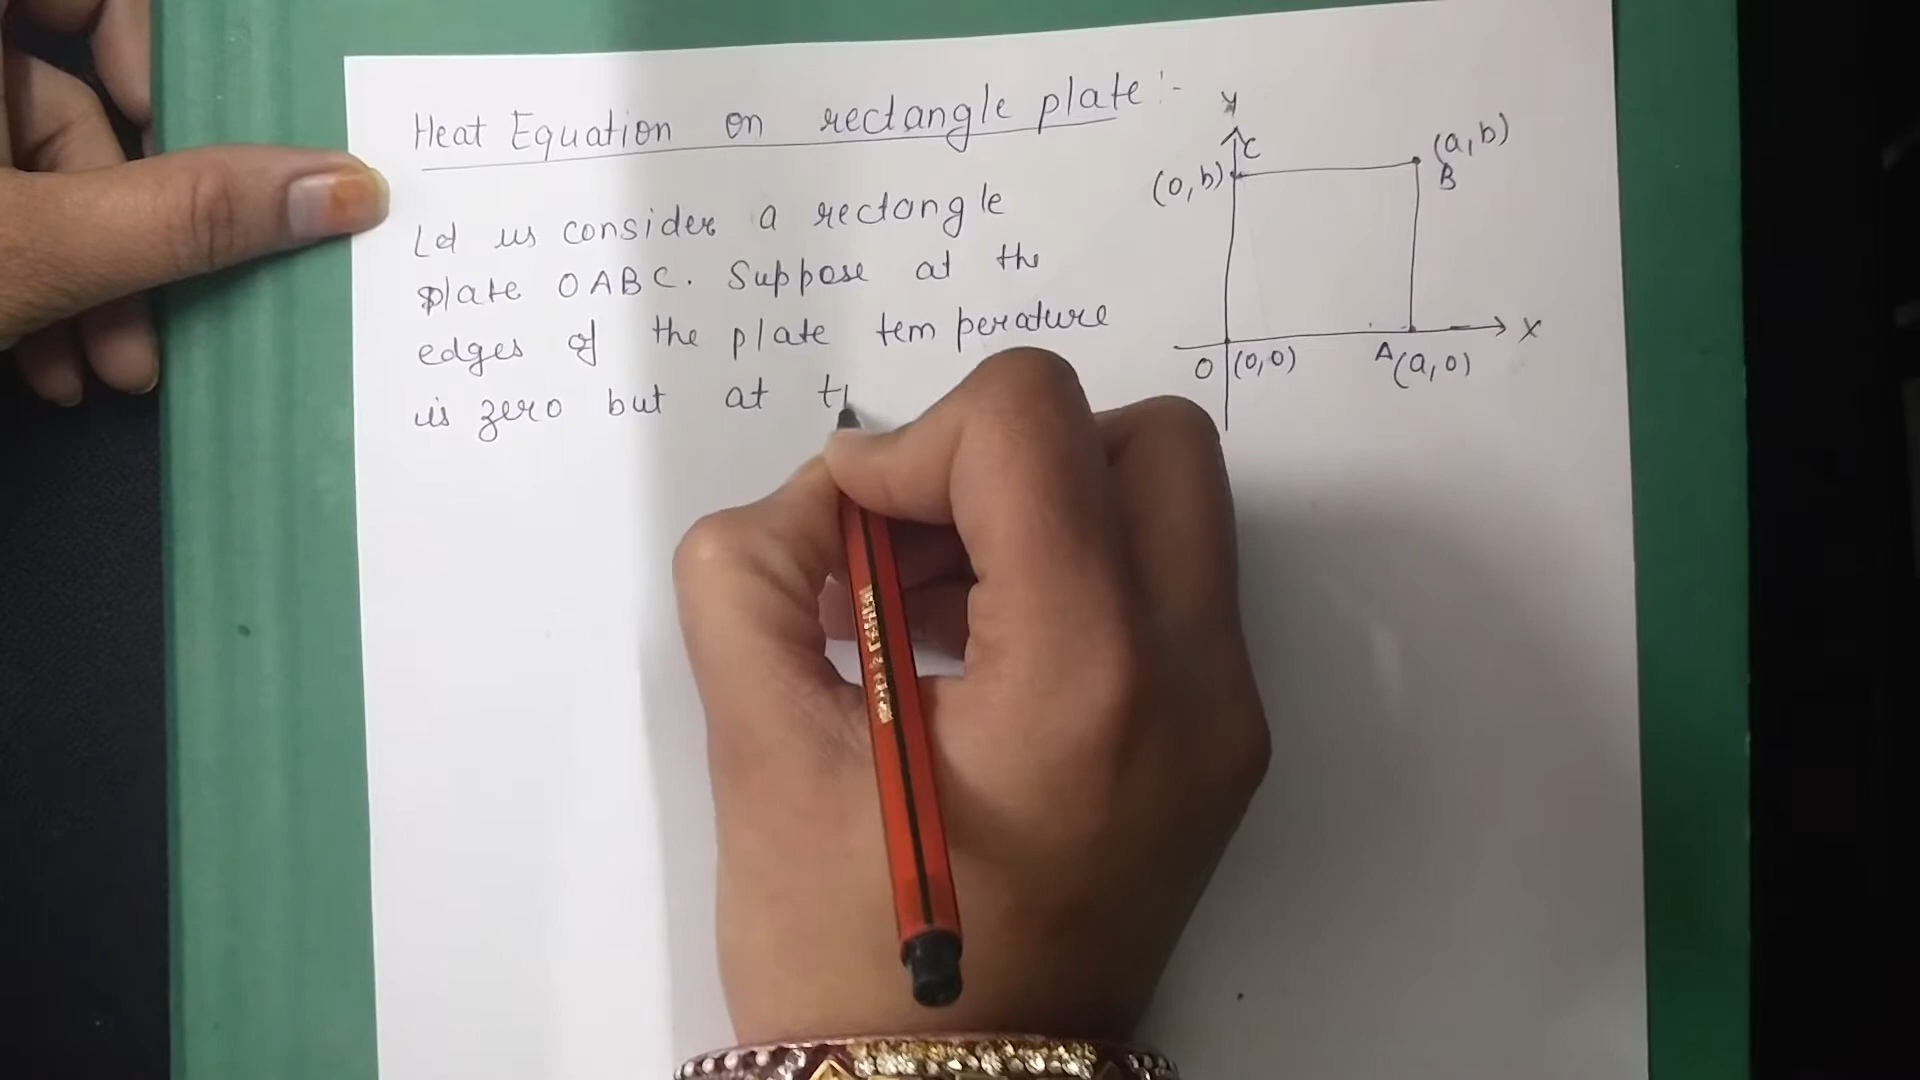 Heat Equation on rectangle plate :-
Let us consider a rectangle
plate OABC. Suppose at the
edges of the plate temperature
is zero but at th
y
C
(0,b)
(a,b)
B
X
O (0,0)
A (a,0)